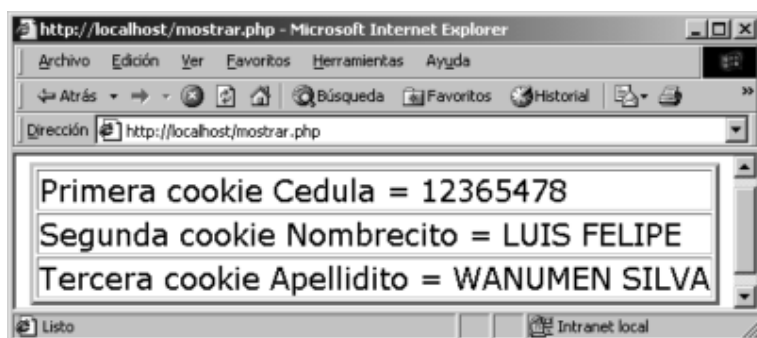 http://localhost/mostrar.php - Microsoft Internet Explorer
Archivo Edición Ver Favoritos Herramientas Ayuda
Atrás Búsqueda Favoritos Historial »
Dirección http://localhost/mostrar.php
Primera cookie Cedula = 12365478
Segunda cookie Nombrecito = LUIS FELIPE
Tercera cookie Apellidito = WANUMEN SILVA
Listo Intranet local